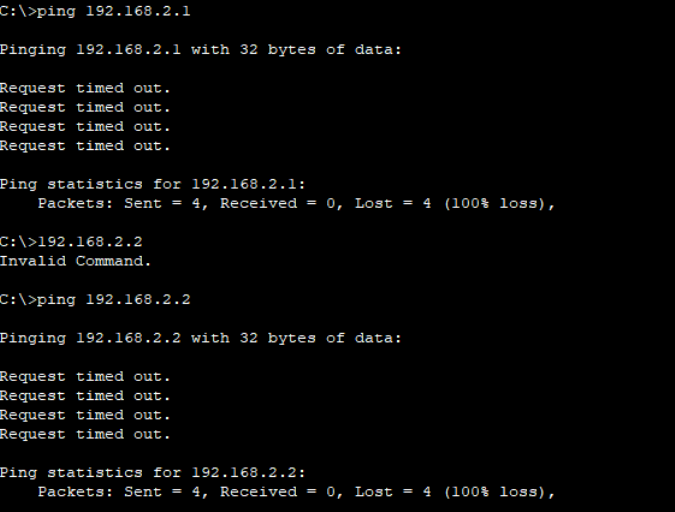 C:\>ping 192.168.2.1
Pinging 192.168.2.1 with 32 bytes of data:
Request timed out.
Request timed out.
Request timed out.
Request timed out.
Ping statistics for 192.168.2.1:
    Packets: Sent = 4, Received = 0, Lost = 4 (100% loss),
C:\>192.168.2.2
Invalid Command.
C:\>ping 192.168.2.2
Pinging 192.168.2.2 with 32 bytes of data:
Request timed out.
Request timed out.
Request timed out.
Request timed out.
Ping statistics for 192.168.2.2:
    Packets: Sent = 4, Received = 0, Lost = 4 (100% loss),